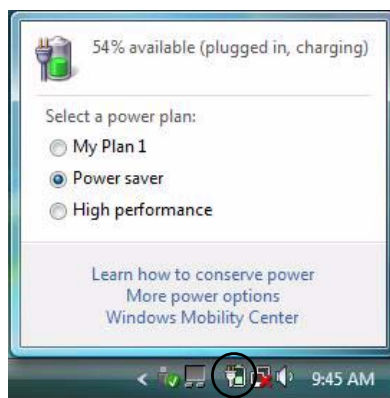 54% available (plugged in, charging)
Select a power plan:
My Plan 1
Power saver
High performance
Learn how to conserve power
More power options
Windows Mobility Center
9:45 AM